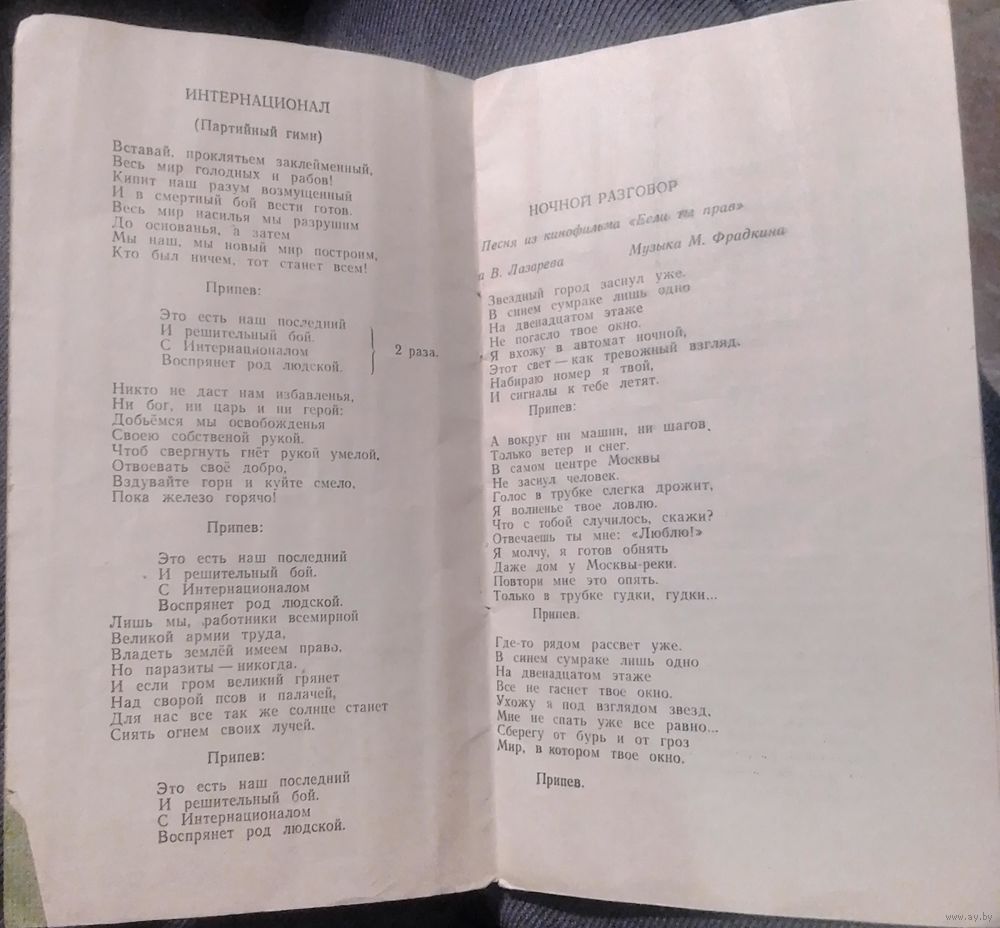 ИНТЕРНАЦИОНАЛ
(Партийный гимн)
Вставай, проклятьем заклейменный,
Весь мир голодных и рабов!
Кипит наш разум возмущенный
И в смертный бой вести готов.
Весь мир насилья мы разрушим
До основанья, а затем
Мы наш, мы новый мир построим,
Кто был ничем, тот станет всем!
Припев:
Это есть наш последний
И решительный бой.
С Интернационалом
Воспрянет род людской.
2 раза.
Никто не даст нам избавленья,
Ни бог, ни царь и ни герой:
Добьёмся мы освобожденья
Своею собственой рукой.
Чтоб свергнуть гнёт рукой умелой,
Отвоевать своё добро,
Вздувайте горн и куйте смело,
Пока железо горячо!
Припев:
Это есть наш последний
И решительный бой.
С Интернационалом
Воспрянет род людской.
Лишь мы, работники всемирной
Великой армии труда,
Владеть землёй имеем право,
Но паразиты — никогда.
И если гром великий грянет
Над сворой псов и палачей,
Для нас все так же солнце станет
Сиять огнем своих лучей.
Припев:
Это есть наш последний
И решительный бой.
С Интернационалом
Воспрянет род людской.
НОЧНОЙ РАЗГОВОР
Песня из кинофильма «Если ты прав»
а В. Лазарева Музыка М. Фрадкина
Звездный город заснул уже.
В синем сумраке лишь одно
На двенадцатом этаже
Не погасло твое окно.
Я вхожу в автомат ночной,
Этот свет — как тревожный взгляд,
Набираю номер я твой,
И сигналы к тебе летят.
Припев:
А вокруг ни машин, ни шагов,
Только ветер и снег.
В самом центре Москвы
Не заснул человек.
Голос в трубке слегка дрожит,
Я волненье твое ловлю.
Что с тобой случилось, скажи?
Отвечаешь ты мне: «Люблю!»
Я молчу, я готов обнять
Даже дом у Москвы-реки.
Повтори мне это опять.
Только в трубке гудки, гудки...
Припев.
Где-то рядом рассвет уже.
В синем сумраке лишь одно
На двенадцатом этаже
Все не гаснет твое окно.
Ухожу я под взглядом звезд,
Мне не спать уже все равно...
Сберегу от бурь и от гроз
Мир, в котором твое окно.
Припев.
www.ay.by